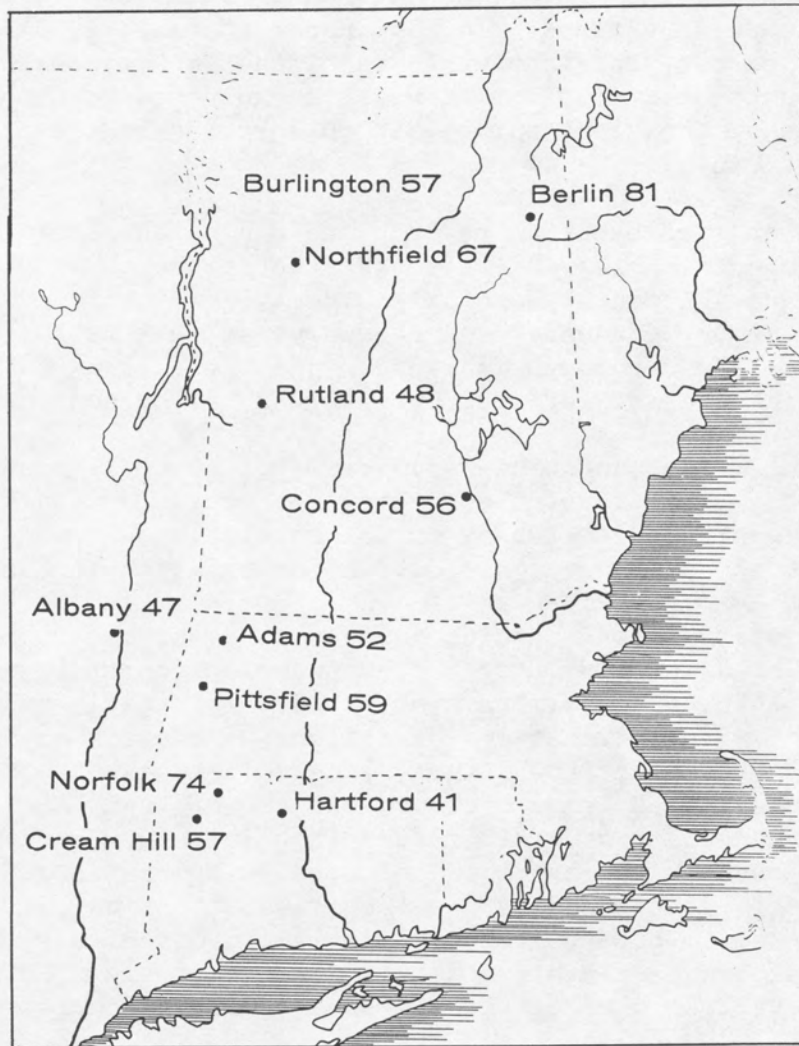 Burlington 57
Berlin 81
Northfield 67
Rutland 48
Concord 56
Albany 47
Adams 52
Pittsfield 59
Norfolk 74
Hartford 41
Cream Hill 57